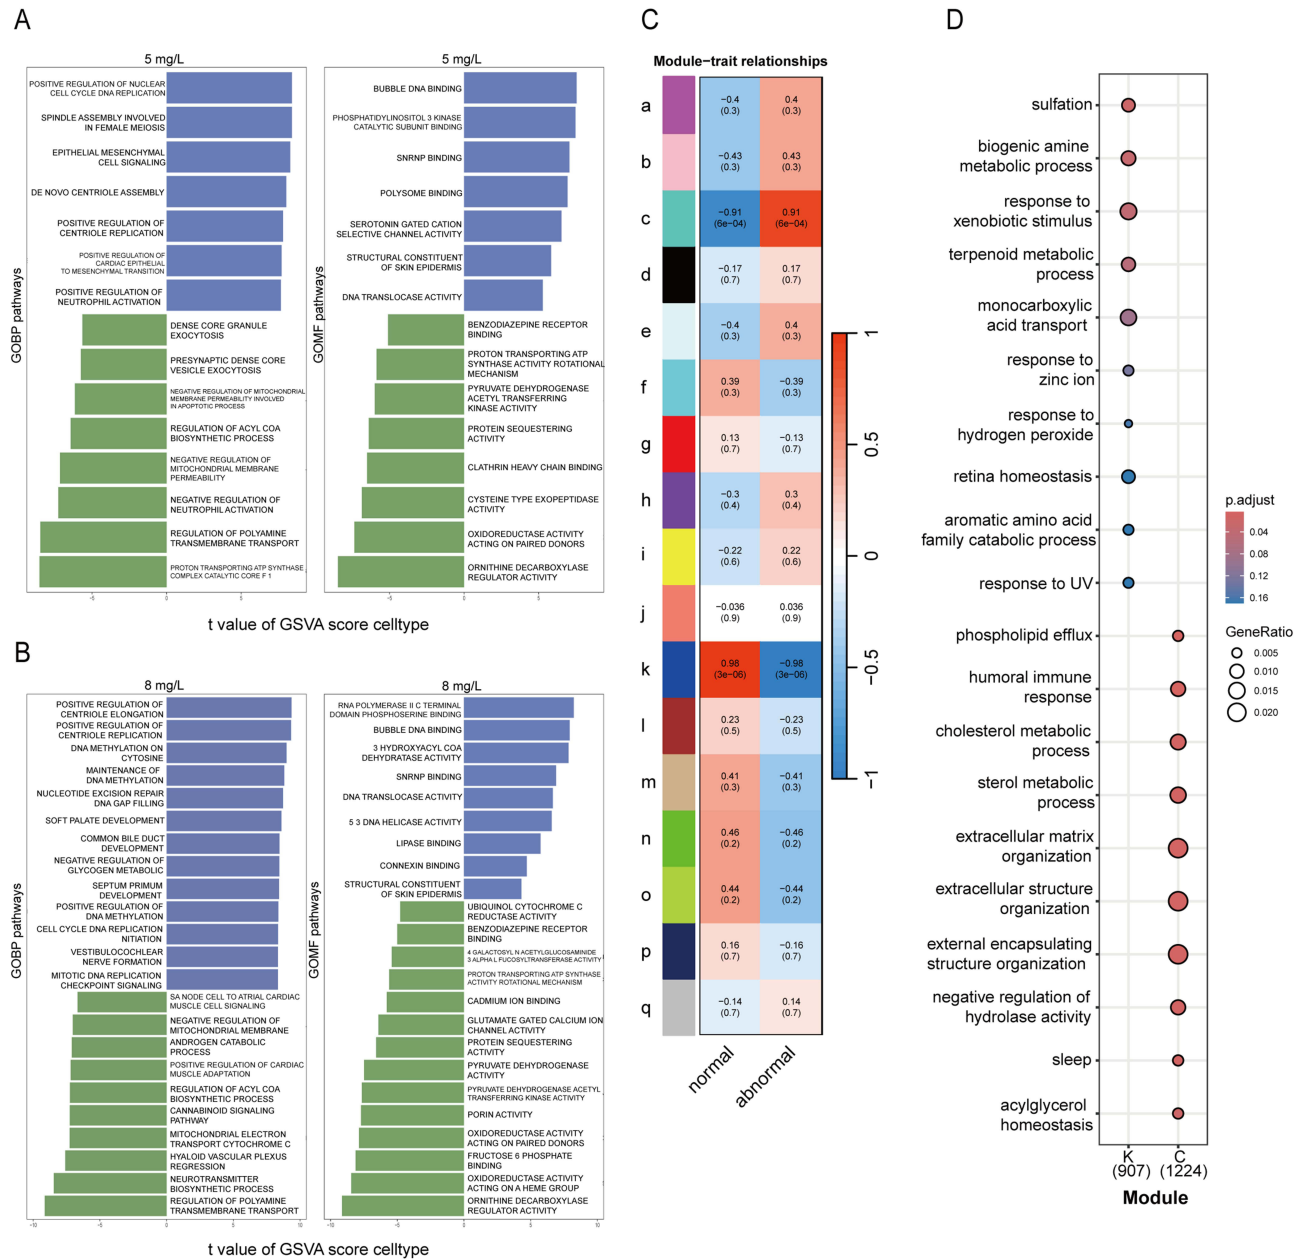 A
5 mg/L
GOBP pathways
POSITIVE REGULATION OF NUCLEAR
CELL CYCLE DNA REPLICATION
SPINDLE ASSEMBLY INVOLVED
IN FEMALE MEIOSIS
EPITHELIAL MESENCHYMAL
CELL SIGNALING
DE NOVO CENTRIOLE ASSEMBLY
POSITIVE REGULATION OF
CENTRIOLE REPLICATION
POSITIVE REGULATION OF
CARDIAC EPITHELIAL
TO MESENCHYMAL TRANSITION
POSITIVE REGULATION OF
NEUTROPHIL ACTIVATION
DENSE CORE GRANULE
EXOCYTOSIS
PRESYNAPTIC DENSE CORE
VESICLE EXOCYTOSIS
NEGATIVE REGULATION OF MITOCHONDRIAL
MEMBRANE PERMEABILITY INVOLVED
IN APOPTOTIC PROCESS
REGULATION OF ACYL COA
BIOSYNTHETIC PROCESS
NEGATIVE REGULATION OF
MITOCHONDRIAL MEMBRANE
PERMEABILITY
NEGATIVE REGULATION OF
NEUTROPHIL ACTIVATION
REGULATION OF POLYAMINE
TRANSMEMBRANE TRANSPORT
PROTON TRANSPORTING ATP SYNTHASE
COMPLEX CATALYTIC CORE F 1
−5 0 5
5 mg/L
GOMF pathways
BUBBLE DNA BINDING
PHOSPHATIDYLINOSITOL 3 KINASE
CATALYTIC SUBUNIT BINDING
SNRNP BINDING
POLYSOME BINDING
SEROTONIN GATED CATION
SELECTIVE CHANNEL ACTIVITY
STRUCTURAL CONSTITUENT
OF SKIN EPIDERMIS
DNA TRANSLOCASE ACTIVITY
BENZODIAZEPINE RECEPTOR
BINDING
PROTON TRANSPORTING ATP
SYNTHASE ACTIVITY ROTATIONAL
MECHANISM
PYRUVATE DEHYDROGENASE
ACETYL TRANSFERRING
KINASE ACTIVITY
PROTEIN SEQUESTERING
ACTIVITY
CLATHRIN HEAVY CHAIN BINDING
CYSTEINE TYPE EXOPEPTIDASE
ACTIVITY
OXIDOREDUCTASE ACTIVITY
ACTING ON PAIRED DONORS
ORNITHINE DECARBOXYLASE
REGULATOR ACTIVITY
−5 0 5
t value of GSVA score celltype
B
8 mg/L
GOBP pathways
POSITIVE REGULATION OF
CENTRIOLE ELONGATION
POSITIVE REGULATION OF
CENTRIOLE REPLICATION
DNA METHYLATION ON
CYTOSINE
MAINTENANCE OF
DNA METHYLATION
NUCLEOTIDE EXCISION REPAIR
DNA GAP FILLING
SOFT PALATE DEVELOPMENT
COMMON BILE DUCT
DEVELOPMENT
NEGATIVE REGULATION OF
GLYCOGEN METABOLIC
SEPTUM PRIMUM
DEVELOPMENT
POSITIVE REGULATION OF
DNA METHYLATION
CELL CYCLE DNA REPLICATION
NITIATION
VESTIBULOCOCHLEAR
NERVE FORMATION
MITOTIC DNA REPLICATION
CHECKPOINT SIGNALING
SA NODE CELL TO ATRIAL CARDIAC
MUSCLE CELL SIGNALING
NEGATIVE REGULATION OF
MITOCHONDRIAL MEMBRANE
ANDROGEN CATABOLIC
PROCESS
POSITIVE REGULATION OF CARDIAC
MUSCLE ADAPTATION
REGULATION OF ACYL COA
BIOSYNTHETIC PROCESS
CANNABINOID SIGNALING
PATHWAY
MITOCHONDRIAL ELECTRON
TRANSPORT CYTOCHROME C
HYALOID VASCULAR PLEXUS
REGRESSION
NEUROTRANSMITTER
BIOSYNTHETIC PROCESS
REGULATION OF POLYAMINE
TRANSMEMBRANE TRANSPORT
−10 −5 0 5 10
8 mg/L
GOMF pathways
RNA POLYMERASE II C TERMINAL
DOMAIN PHOSPHOSERINE BINDING
BUBBLE DNA BINDING
3 HYDROXYACYL COA
DEHYDRATASE ACTIVITY
SNRNP BINDING
DNA TRANSLOCASE ACTIVITY
5 3 DNA HELICASE ACTIVITY
LIPASE BINDING
CONNEXIN BINDING
STRUCTURAL CONSTITUENT
OF SKIN EPIDERMIS
UBIQUINOL CYTOCHROME C
REDUCTASE ACTIVITY
BENZODIAZEPINE RECEPTOR
BINDING
4 GALACTOSYL N ACETYLGLUCOSAMINIDE
3 ALPHA L FUCOSYLTRANSFERASE ACTIVITY
PROTON TRANSPORTING ATP SYNTHASE
ACTIVITY ROTATIONAL MECHANISM
CADMIUM ION BINDING
GLUTAMATE GATED CALCIUM ION
CHANNEL ACTIVITY
PROTEIN SEQUESTERING
ACTIVITY
PYRUVATE DEHYDROGENASE
ACTIVITY
PYRUVATE DEHYDROGENASE ACETYL
TRANSFERRING KINASE ACTIVITY
PORIN ACTIVITY
OXIDOREDUCTASE ACTIVITY
ACTING ON PAIRED DONORS
FRUCTOSE 6 PHOSPHATE
BINDING
OXIDOREDUCTASE ACTIVITY
ACTING ON A HEME GROUP
ORNITHINE DECARBOXYLASE
REGULATOR ACTIVITY
−10 −5 0 5 10
t value of GSVA score celltype
C
Module−trait relationships
a −0.4 0.4
(0.3) (0.3)
b −0.43 0.43
(0.3) (0.3)
c −0.91 0.91
(6e−04) (6e−04)
d −0.17 0.17
(0.7) (0.7)
e −0.4 0.4
(0.3) (0.3)
f 0.39 −0.39
(0.3) (0.3)
g 0.13 −0.13
(0.7) (0.7)
h −0.3 0.3
(0.4) (0.4)
i −0.22 0.22
(0.6) (0.6)
j −0.036 0.036
(0.9) (0.9)
k 0.98 −0.98
(3e−06) (3e−06)
l 0.23 −0.23
(0.5) (0.5)
m 0.41 −0.41
(0.3) (0.3)
n 0.46 −0.46
(0.2) (0.2)
o 0.44 −0.44
(0.2) (0.2)
p 0.16 −0.16
(0.7) (0.7)
q −0.14 0.14
(0.7) (0.7)
normal abnormal
1
0.5
0
−0.5
−1
D
sulfation
biogenic amine
metabolic process
response to
xenobiotic stimulus
terpenoid metabolic
process
monocarboxylic
acid transport
response to
zinc ion
response to
hydrogen peroxide
retina homeostasis
aromatic amino acid
family catabolic process
response to UV
phospholipid efflux
humoral immune
response
cholesterol metabolic
process
sterol metabolic
process
extracellular matrix
organization
extracellular structure
organization
external encapsulating
structure organization
negative regulation of
hydrolase activity
sleep
acylglycerol
homeostasis
K C
(907) (1224)
Module
p.adjust
0.04
0.08
0.12
0.16
GeneRatio
0.005
0.010
0.015
0.020